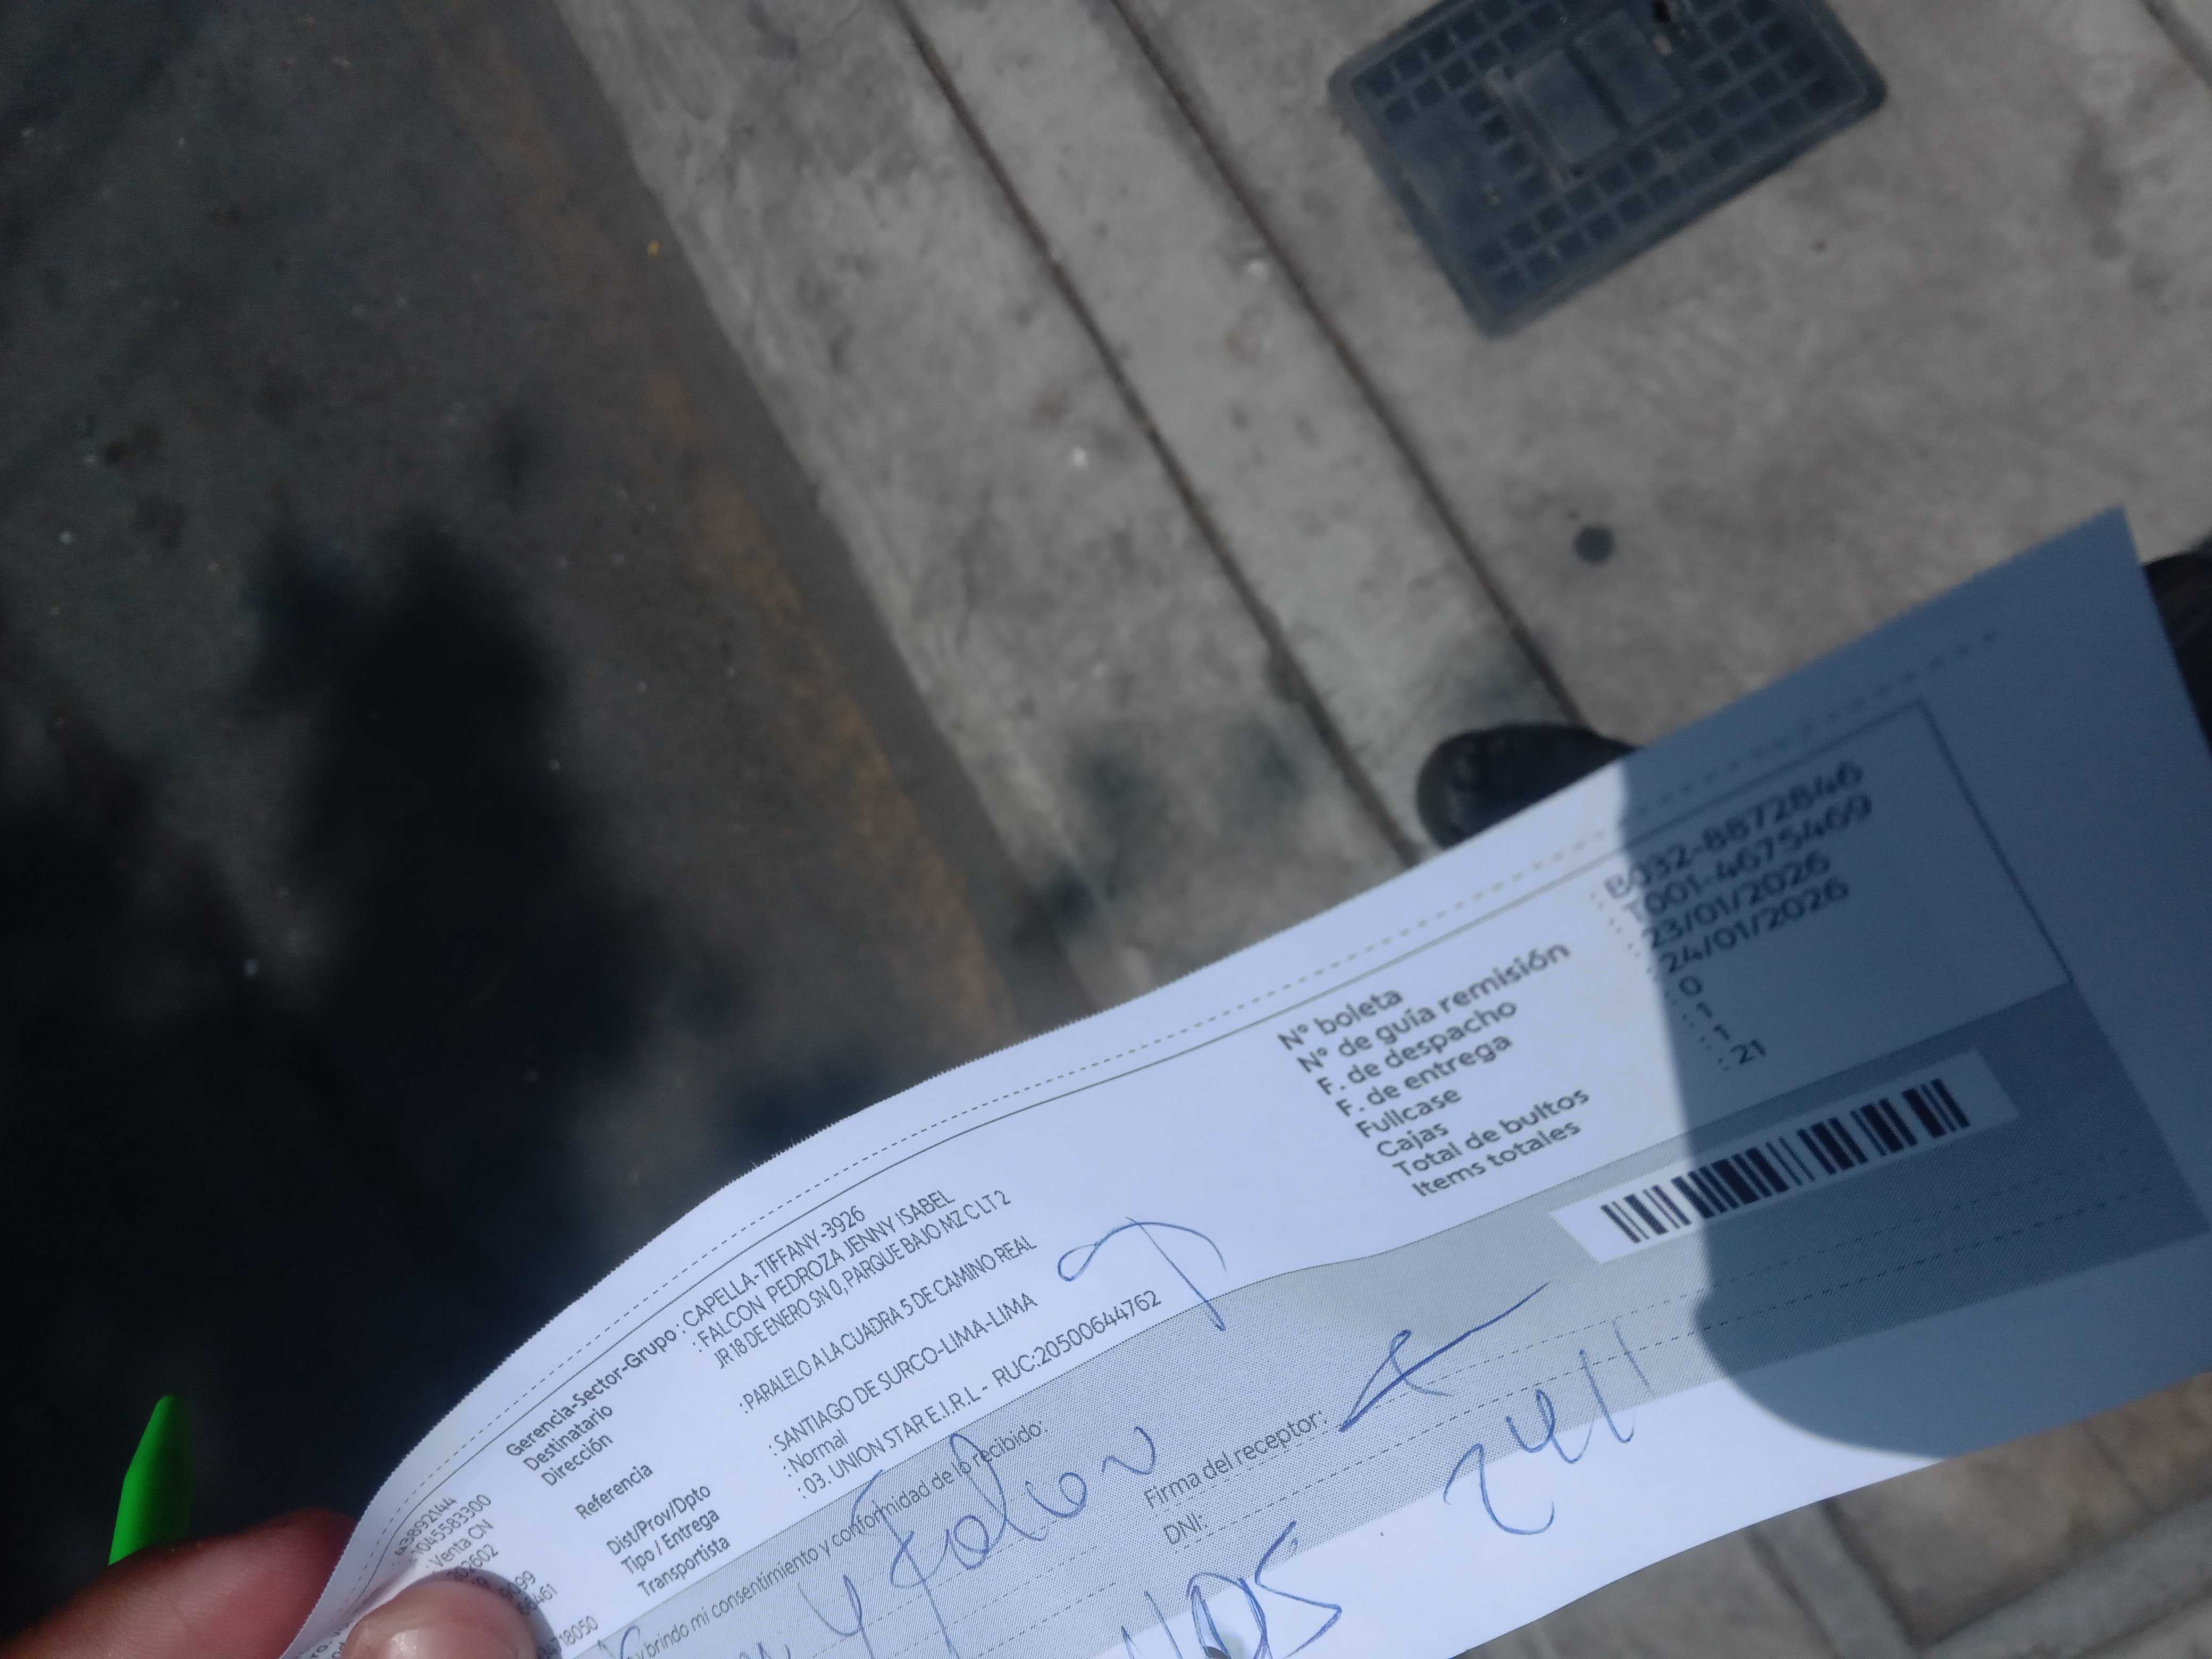 43892144
:045583300
: Venta CN
202602
Gerencia-Sector-Grupo : CAPELLA-TIFFANY-3926
Destinatario : FALCON PEDROZA JENNY ISABEL
Dirección JR 18 DE ENERO SN 0, PARQUE BAJO MZ C LT 2
Referencia :PARALELO A LA CUADRA 5 DE CAMINO REAL
Dist/Prov/Dpto : SANTIAGO DE SURCO-LIMA-LIMA
Tipo / Entrega : Normal
Transportista : 03. UNION STAR E.I.R.L - RUC:20500644762
N° boleta : B032-8872846
N° de guía remisión : T001-4675469
F. de despacho : 23/01/2026
F. de entrega : 24/01/2026
Fullcase : 0
Cajas : 1
Total de bultos : 1
Items totales : 21
y brindo mi consentimiento y conformidad de lo recibido:
y Falcon
Firma del receptor:
DNI: